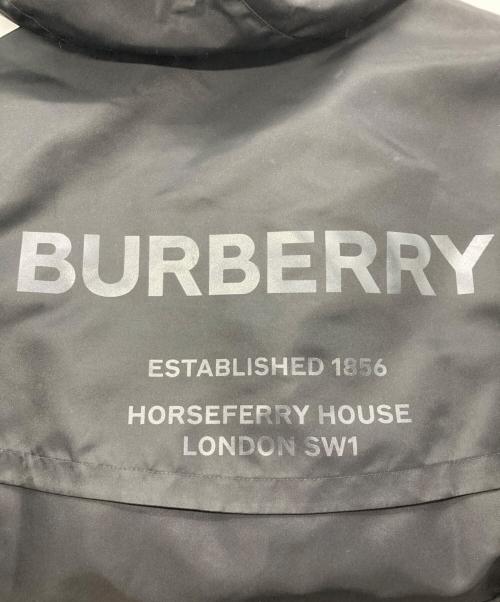 BURBERRY
ESTABLISHED 1856
HORSEFERRY HOUSE
LONDON SW1